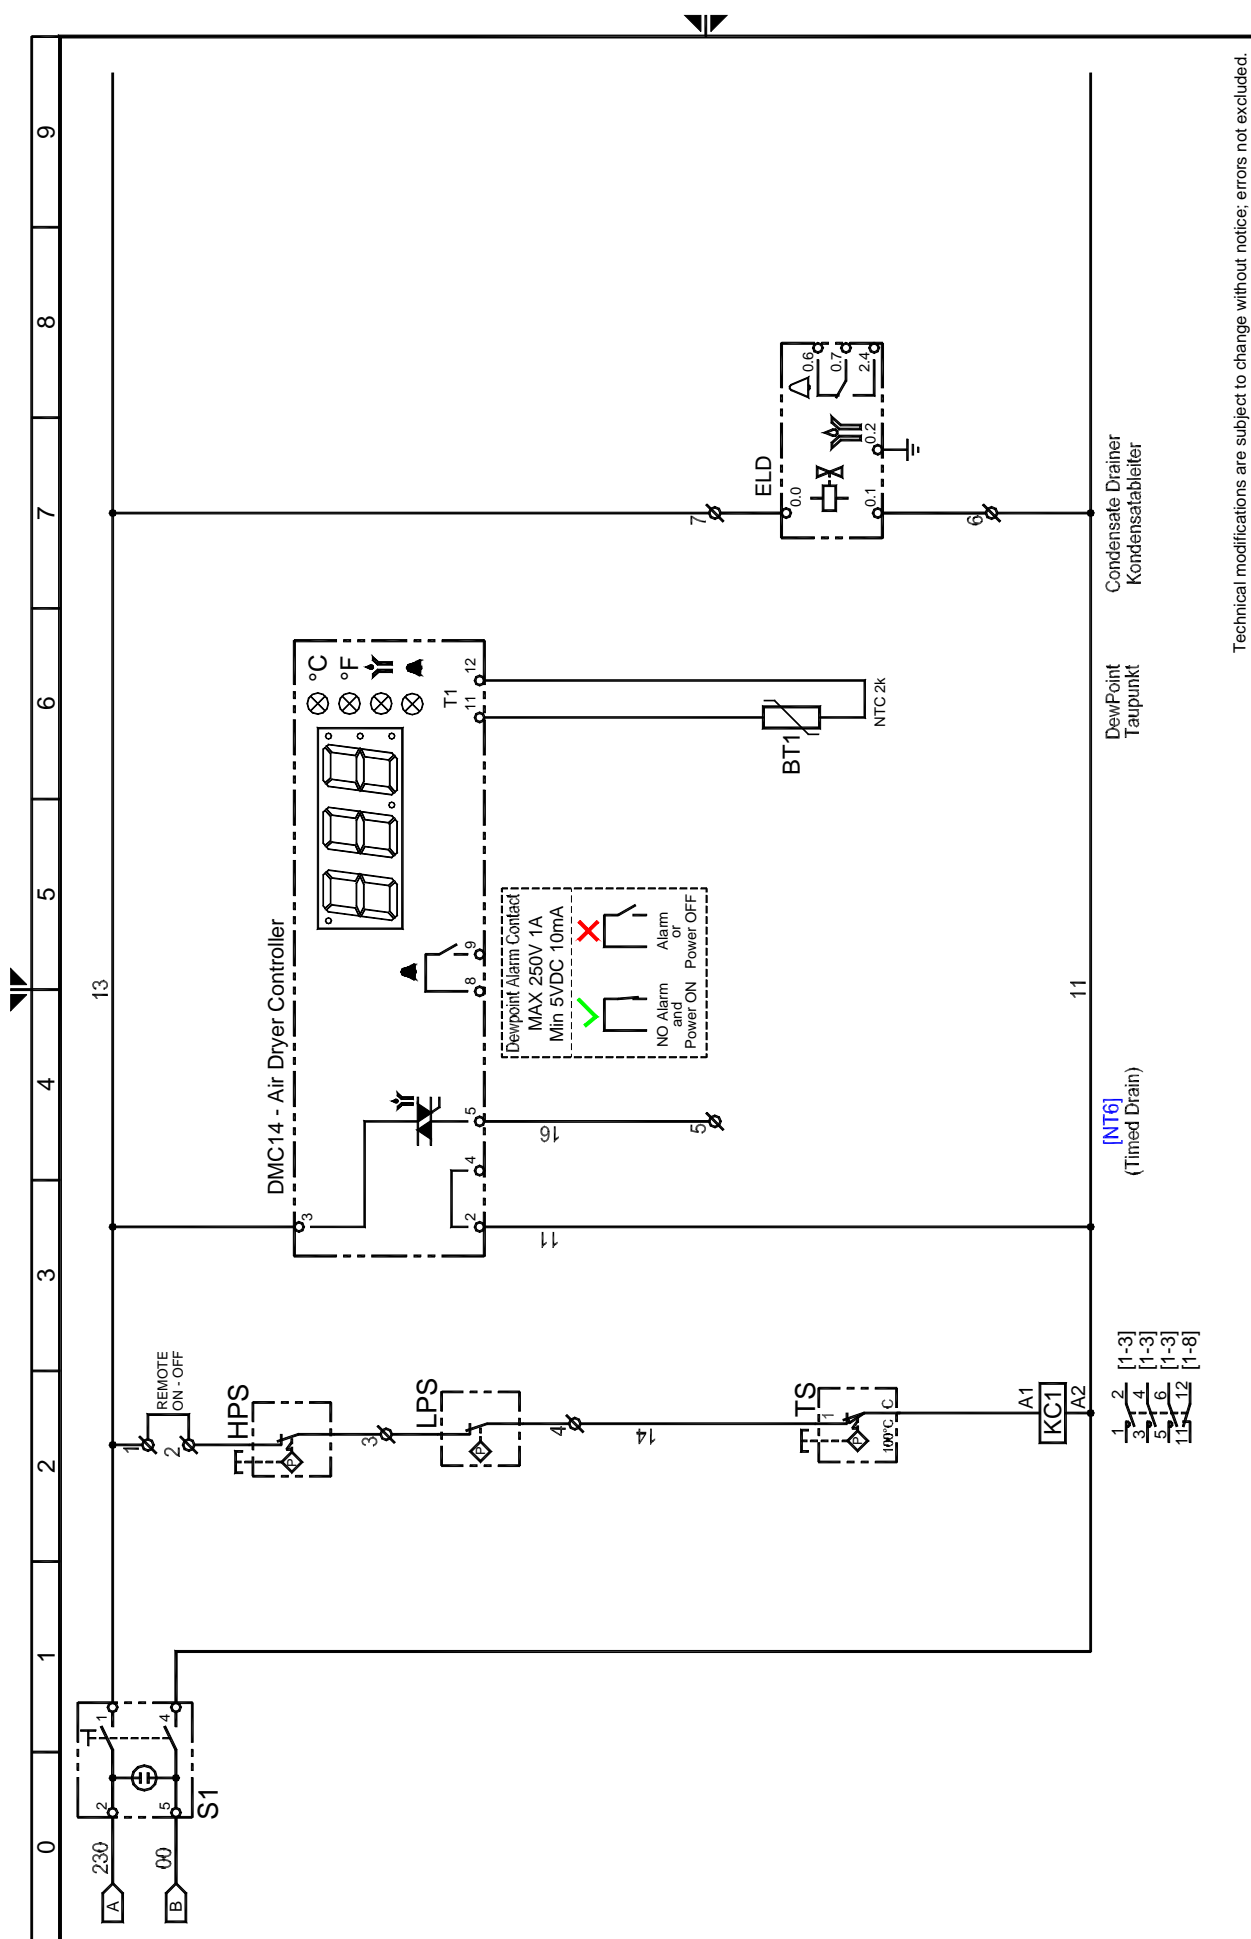 0
1
2
3
4
5
6
7
8
9
A
230
B
00
2
1
5
4
S1
13
11
1
2
REMOTE
ON - OFF
HPS
P
3
LPS
P
4
14
TS
1
2
P
100°C
C
A1
KC1
A2
1 2 [1-3]
3 4 [1-3]
5 6 [1-3]
11 12 [1-8]
DMC14 - Air Dryer Controller
3
2
4
5
8
9
T1
11
12
°C
°F
11
16
5
[NT6]
(Timed Drain)
Dewpoint Alarm Contact
MAX 250V 1A
Min 5VDC 10mA
NO Alarm
and
Power ON
Alarm
or
Power OFF
BT1
NTC 2k
DewPoint
Taupunkt
7
ELD
0.0
0.1
0.2
0.6
0.7
2.4
6
Condensate Drainer
Kondensatableiter
Technical modifications are subject to change without notice; errors not excluded.